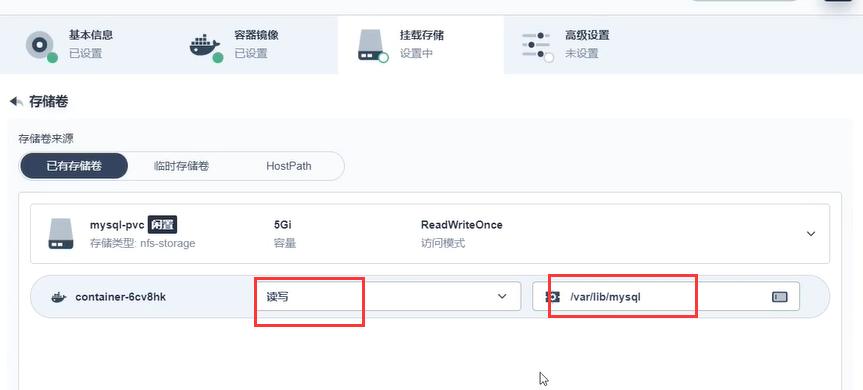 基本信息
已设置
容器镜像
已设置
挂载存储
设置中
高级设置
未设置
存储卷
存储卷来源
已有存储卷 临时存储卷 HostPath
mysql-pvc 闲置 5Gi ReadWriteOnce
存储类型: nfs-storage 容量 访问模式
container-6cv8hk 读写 /var/lib/mysql